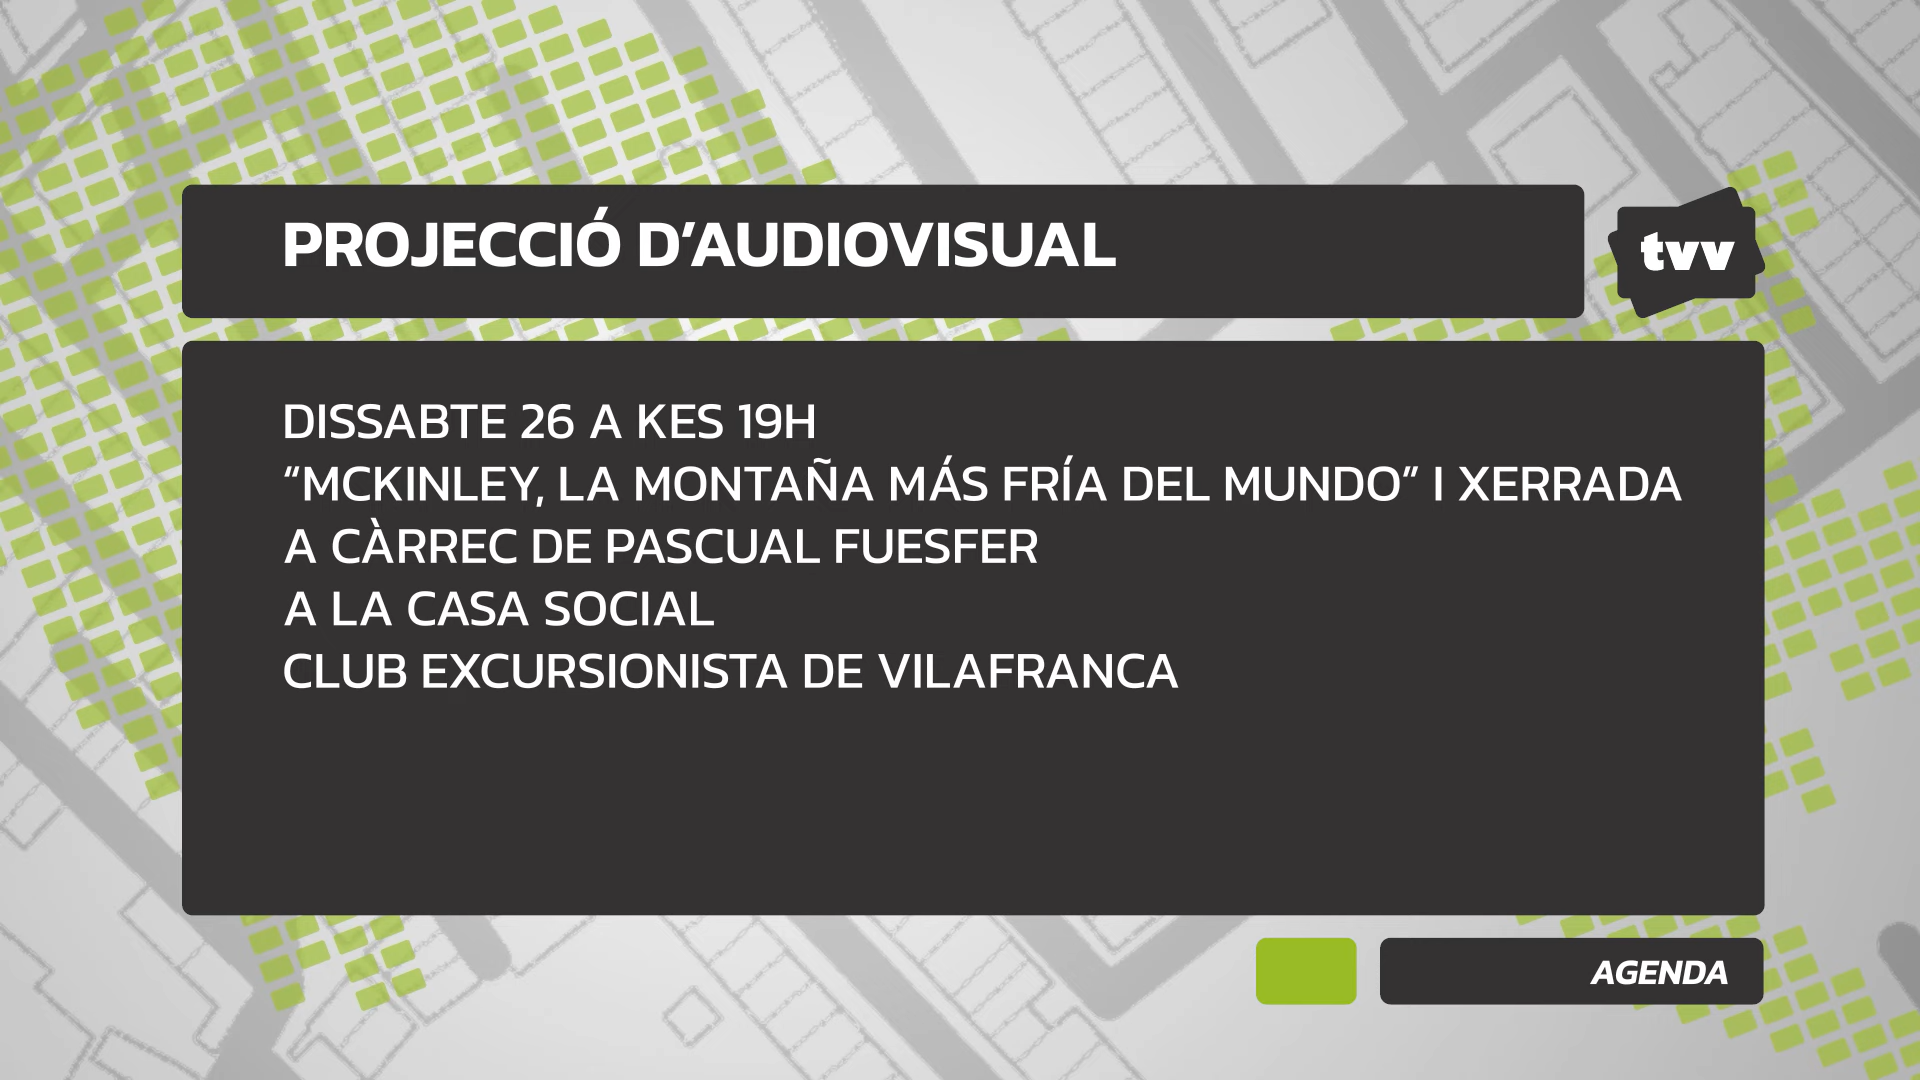 PROJECCIÓ D'AUDIOVISUAL
tvv
DISSABTE 26 A KES 19H
“MCKINLEY, LA MONTAÑA MÁS FRÍA DEL MUNDO” I XERRADA
A CÀRREC DE PASCUAL FUESFER
A LA CASA SOCIAL
CLUB EXCURSIONISTA DE VILAFRANCA
AGENDA